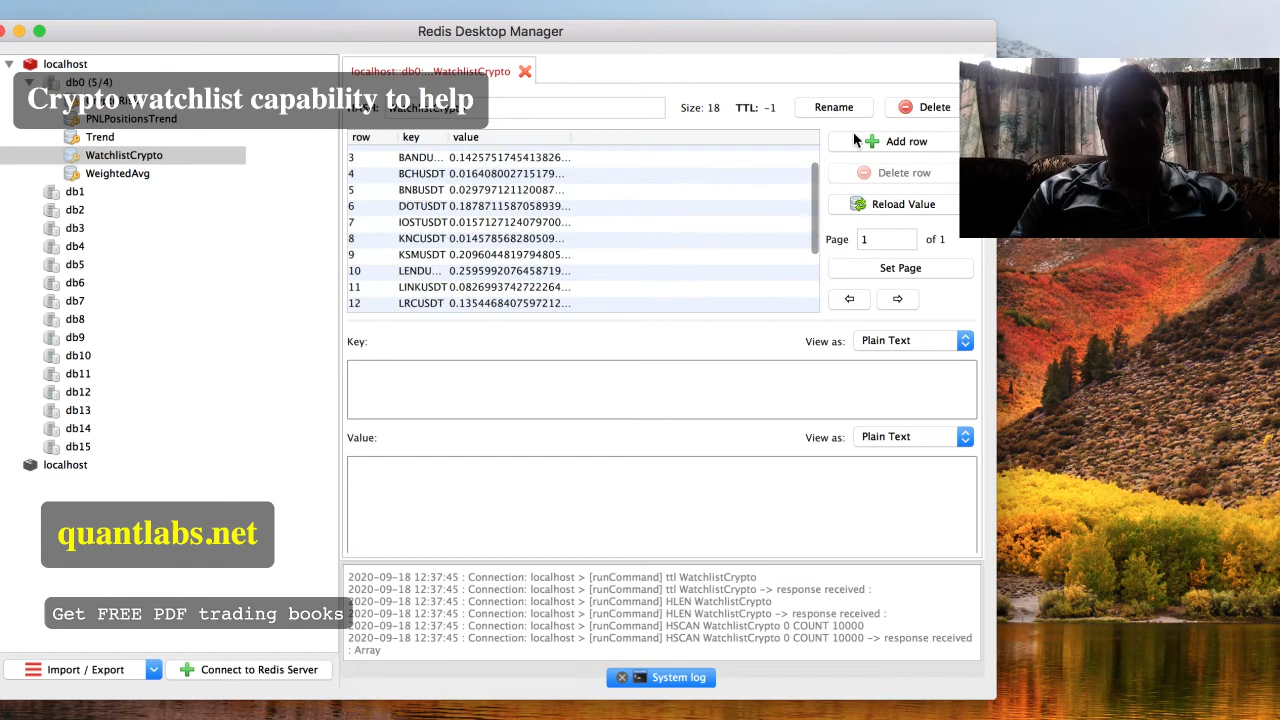 Redis Desktop Manager
localhost
db0 (5/4)
Crypto watchlist capability to help
PNLPositionsTrend
Trend
WatchlistCrypto
WeightedAvg
db1
db2
db3
db4
db5
db6
db7
db8
db9
db10
db11
db12
db13
db14
db15
localhost
quantlabs.net
Get FREE PDF trading books
Import / Export
Connect to Redis Server
localhost::db0:...WatchlistCrypto
HASH: WatchlistCrypto
Size: 18
TTL: -1
Rename
Delete
row key value
3 BANDU... 0.1425751745413826...
4 BCHUSDT 0.016408002715179...
5 BNBUSDT 0.029797121120087...
6 DOTUSDT 0.1878711587058939...
7 IOSTUSDT 0.0157127124079700...
8 KNCUSDT 0.014578568280509...
9 KSMUSDT 0.2096044819794805...
10 LENDU... 0.2595992076458719...
11 LINKUSDT 0.0826993742722264...
12 LRCUSDT 0.1354468407597212...
Add row
Delete row
Reload Value
Page 1 of 1
Set Page
Key:
View as: Plain Text
Value:
View as: Plain Text
2020-09-18 12:37:45 : Connection: localhost > [runCommand] ttl WatchlistCrypto
2020-09-18 12:37:45 : Connection: localhost > [runCommand] ttl WatchlistCrypto -> response received :
2020-09-18 12:37:45 : Connection: localhost > [runCommand] HLEN WatchlistCrypto
2020-09-18 12:37:45 : Connection: localhost > [runCommand] HLEN WatchlistCrypto -> response received :
2020-09-18 12:37:45 : Connection: localhost > [runCommand] HSCAN WatchlistCrypto 0 COUNT 10000
2020-09-18 12:37:45 : Connection: localhost > [runCommand] HSCAN WatchlistCrypto 0 COUNT 10000 -> response received
: Array
System log